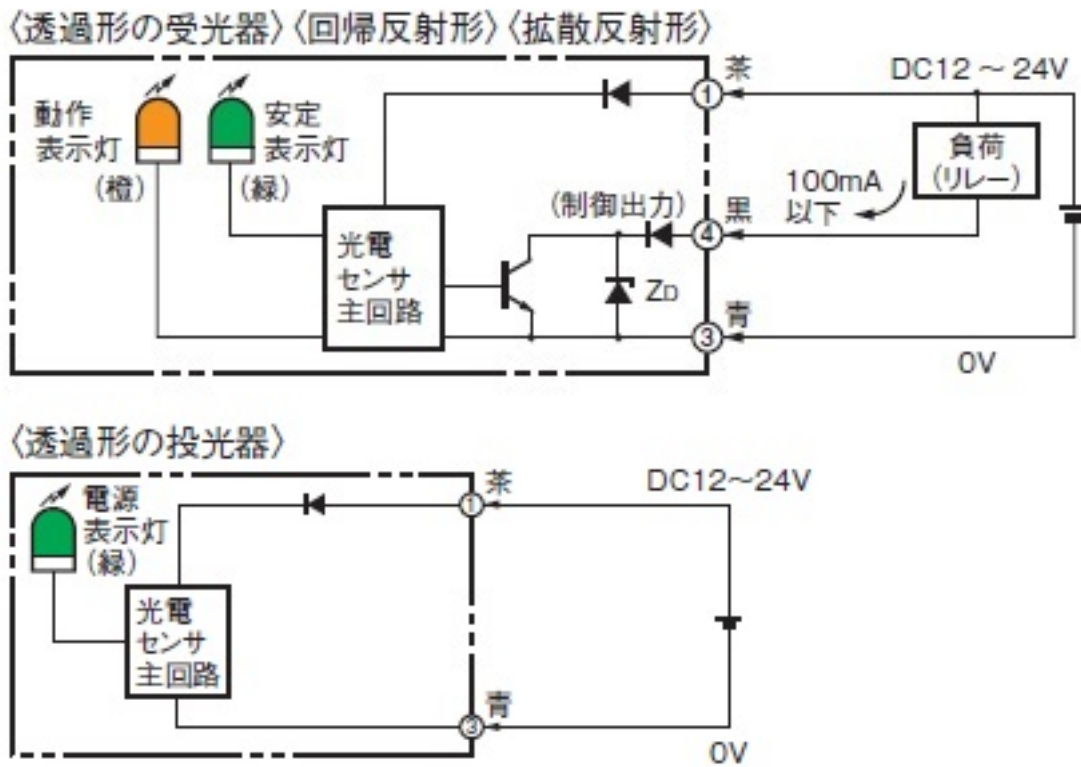 〈透過形の受光器〉〈回帰反射形〉〈拡散反射形〉
動作
表示灯
(橙)
安定
表示灯
(緑)
光電
センサ
主回路
(制御出力)
ZD
①
茶
④
黒
③
青
DC12～24V
100mA
以下
負荷
(リレー)
0V
〈透過形の投光器〉
電源
表示灯
(緑)
光電
センサ
主回路
①
茶
③
青
DC12～24V
0V